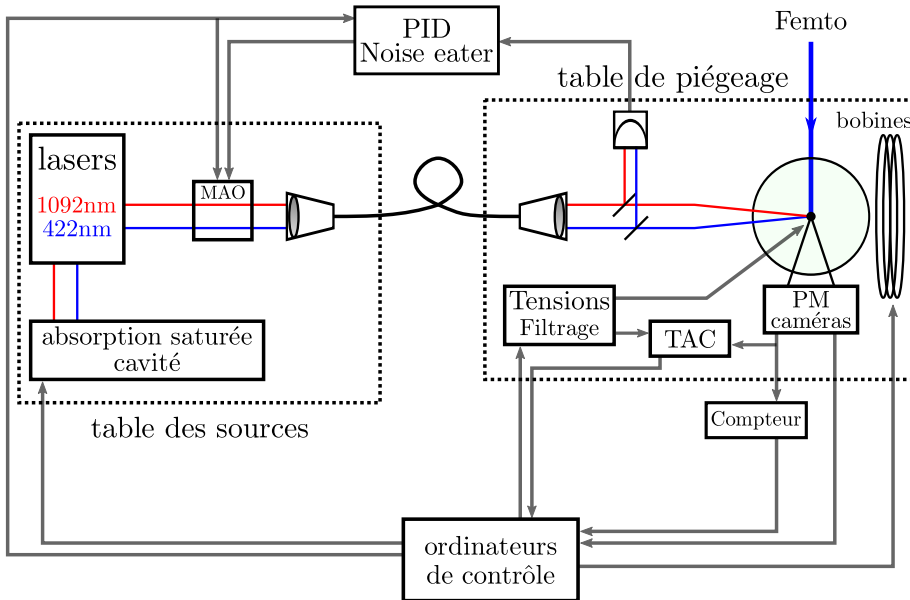 PID
Noise eater
Femto
table de piégeage
bobines
lasers
1092nm
422nm
MAO
absorption saturée
cavité
table des sources
Tensions
Filtrage
TAC
PM
caméras
Compteur
ordinateurs
de contrôle